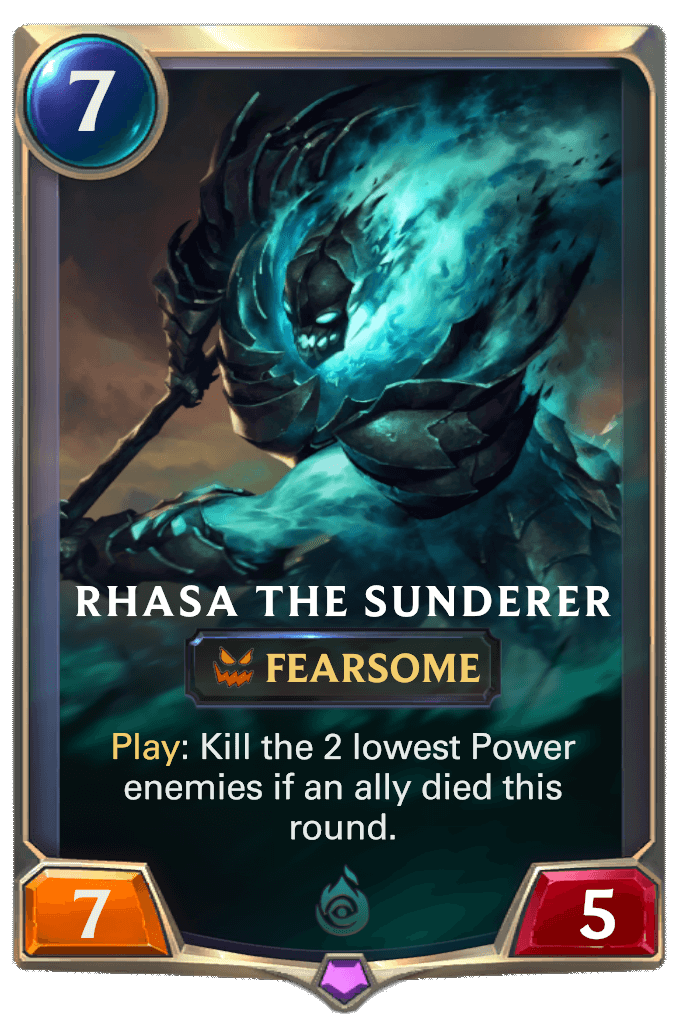 7
RHASA THE SUNDERER
FEARSOME
Play: Kill the 2 lowest Power
enemies if an ally died this
round.
7
5